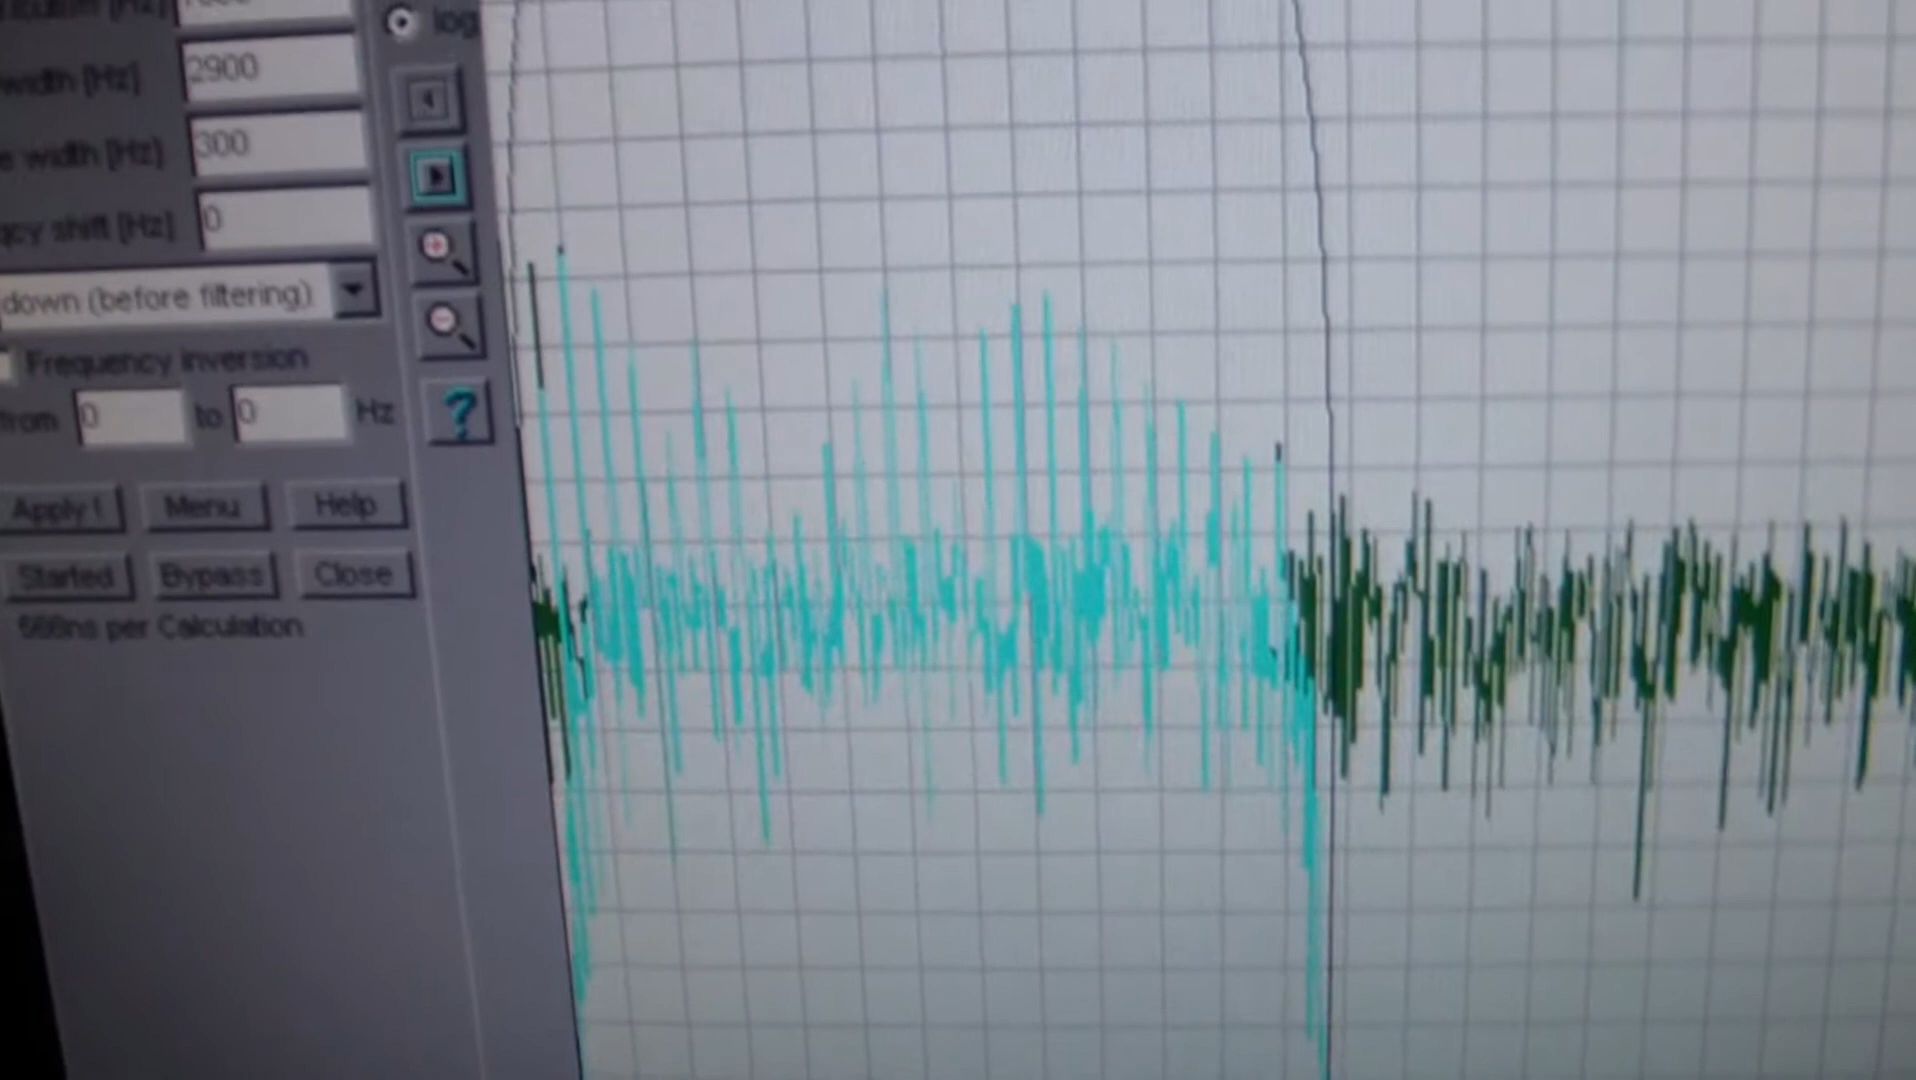 log
width [Hz] 2900
width [Hz] 300
shift [Hz] 0
down (before filtering)
Frequency inversion
from 0 to 0 Hz
?
Apply ! Menu Help
Started Bypass Close
per Calculation